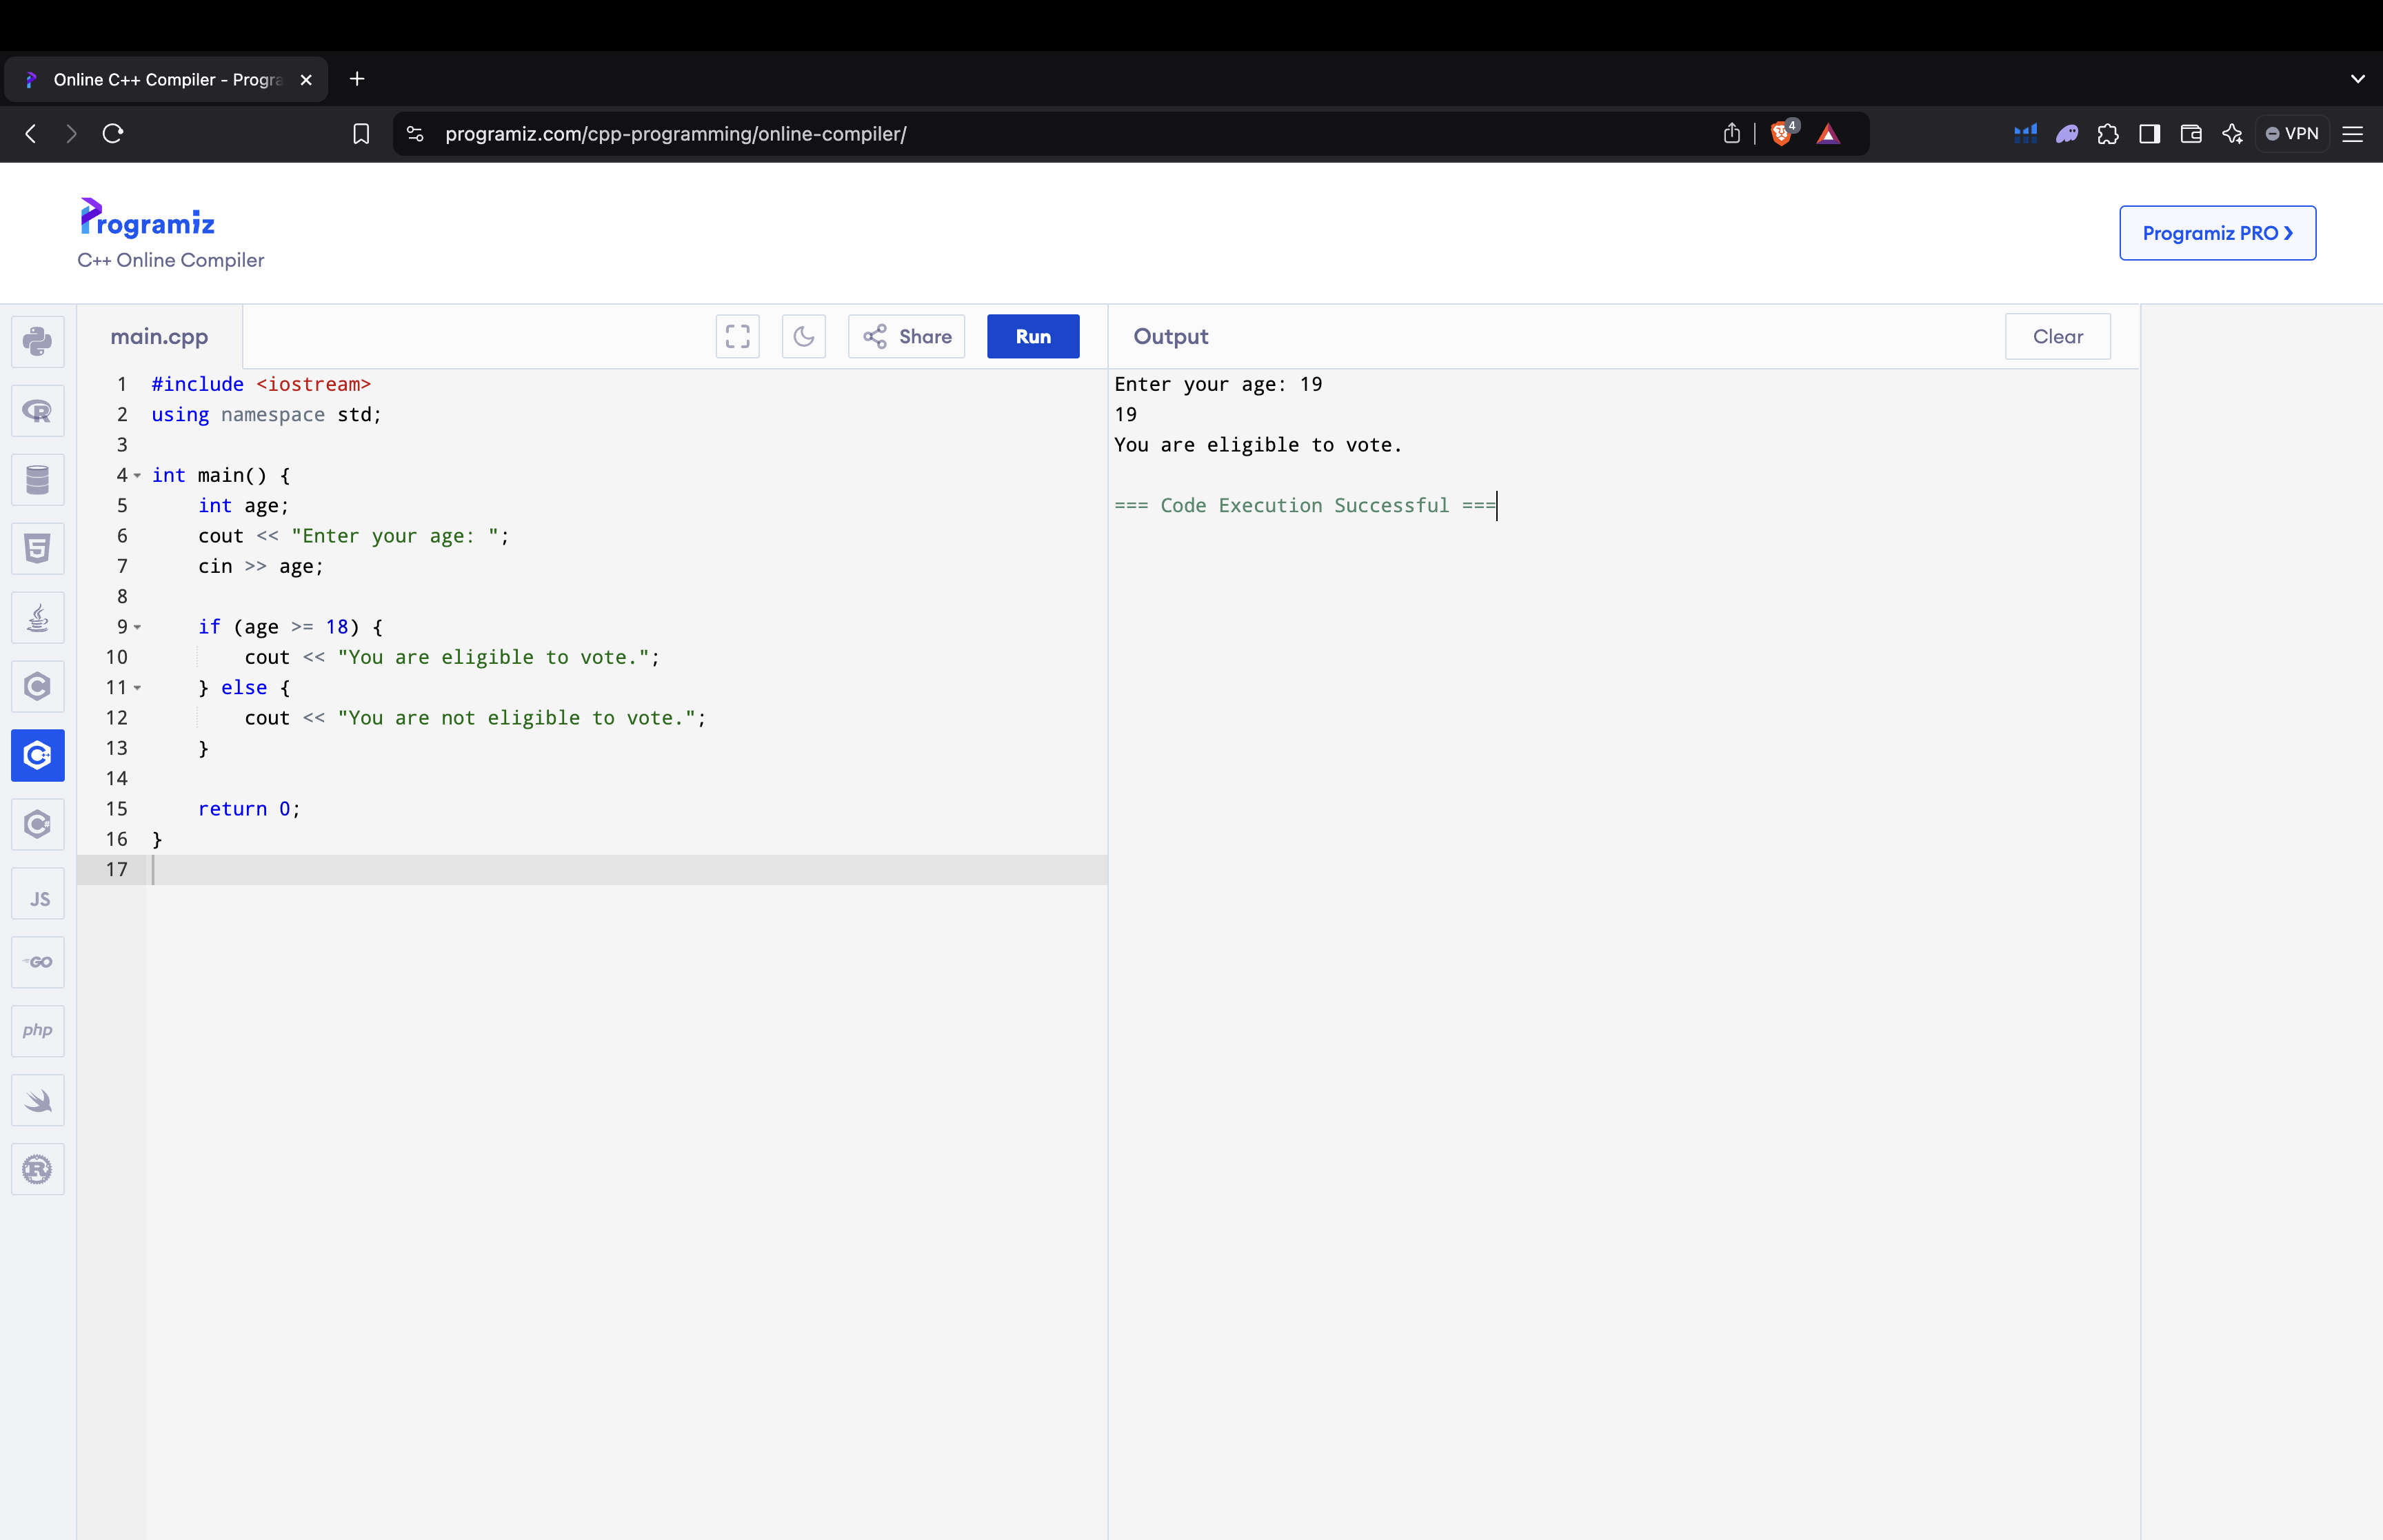 Online C++ Compiler - Progra
programiz.com/cpp-programming/online-compiler/
4
VPN
Programiz
C++ Online Compiler
Programiz PRO ❯
main.cpp
Share
Run
Output
Clear
1 #include <iostream>
2 using namespace std;
3
4 int main() {
5     int age;
6     cout << "Enter your age: ";
7     cin >> age;
8
9     if (age >= 18) {
10         cout << "You are eligible to vote.";
11     } else {
12         cout << "You are not eligible to vote.";
13     }
14
15     return 0;
16 }
17
Enter your age: 19
19
You are eligible to vote.
=== Code Execution Successful ===
R
5
C
C++
C#
JS
GO
php
R